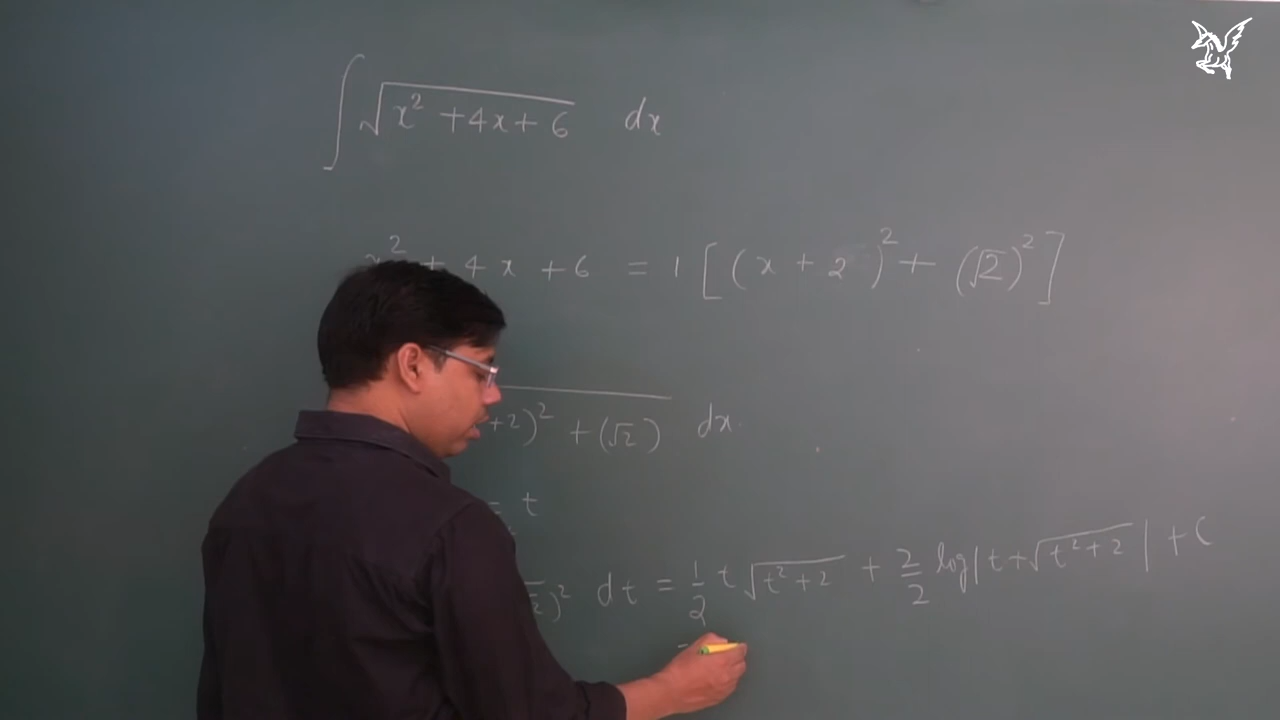 ∫ √(x² + 4x + 6) dx
x² + 4x + 6 = 1 [(x + 2)² + (√2)²]
+2)² + (√2) dx
= t
)² dt = 1/2 t √(t² + 2) + 2/2 log | t + √(t² + 2) | + C